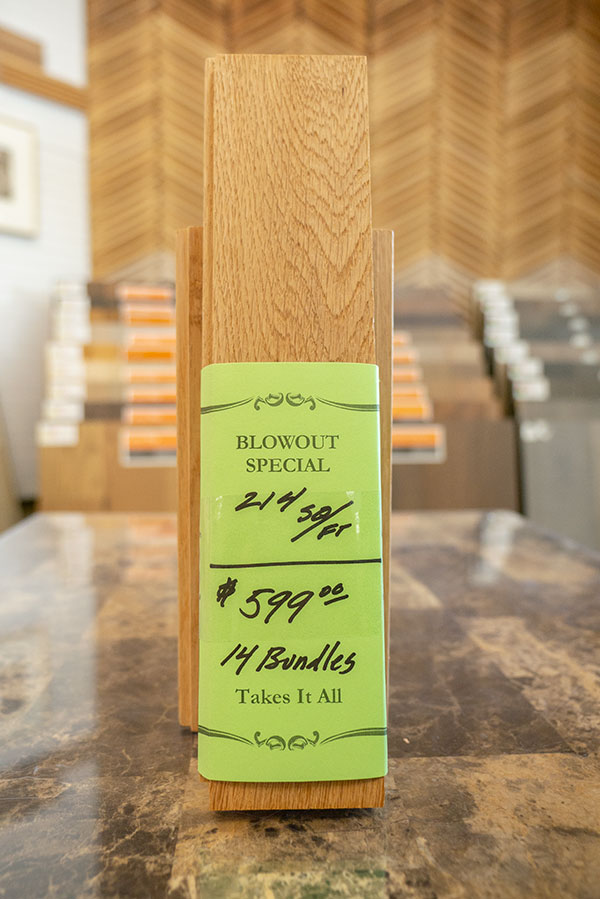 BLOWOUT
SPECIAL
214 SQ/FT
$599.00
14 Bundles
Takes It All